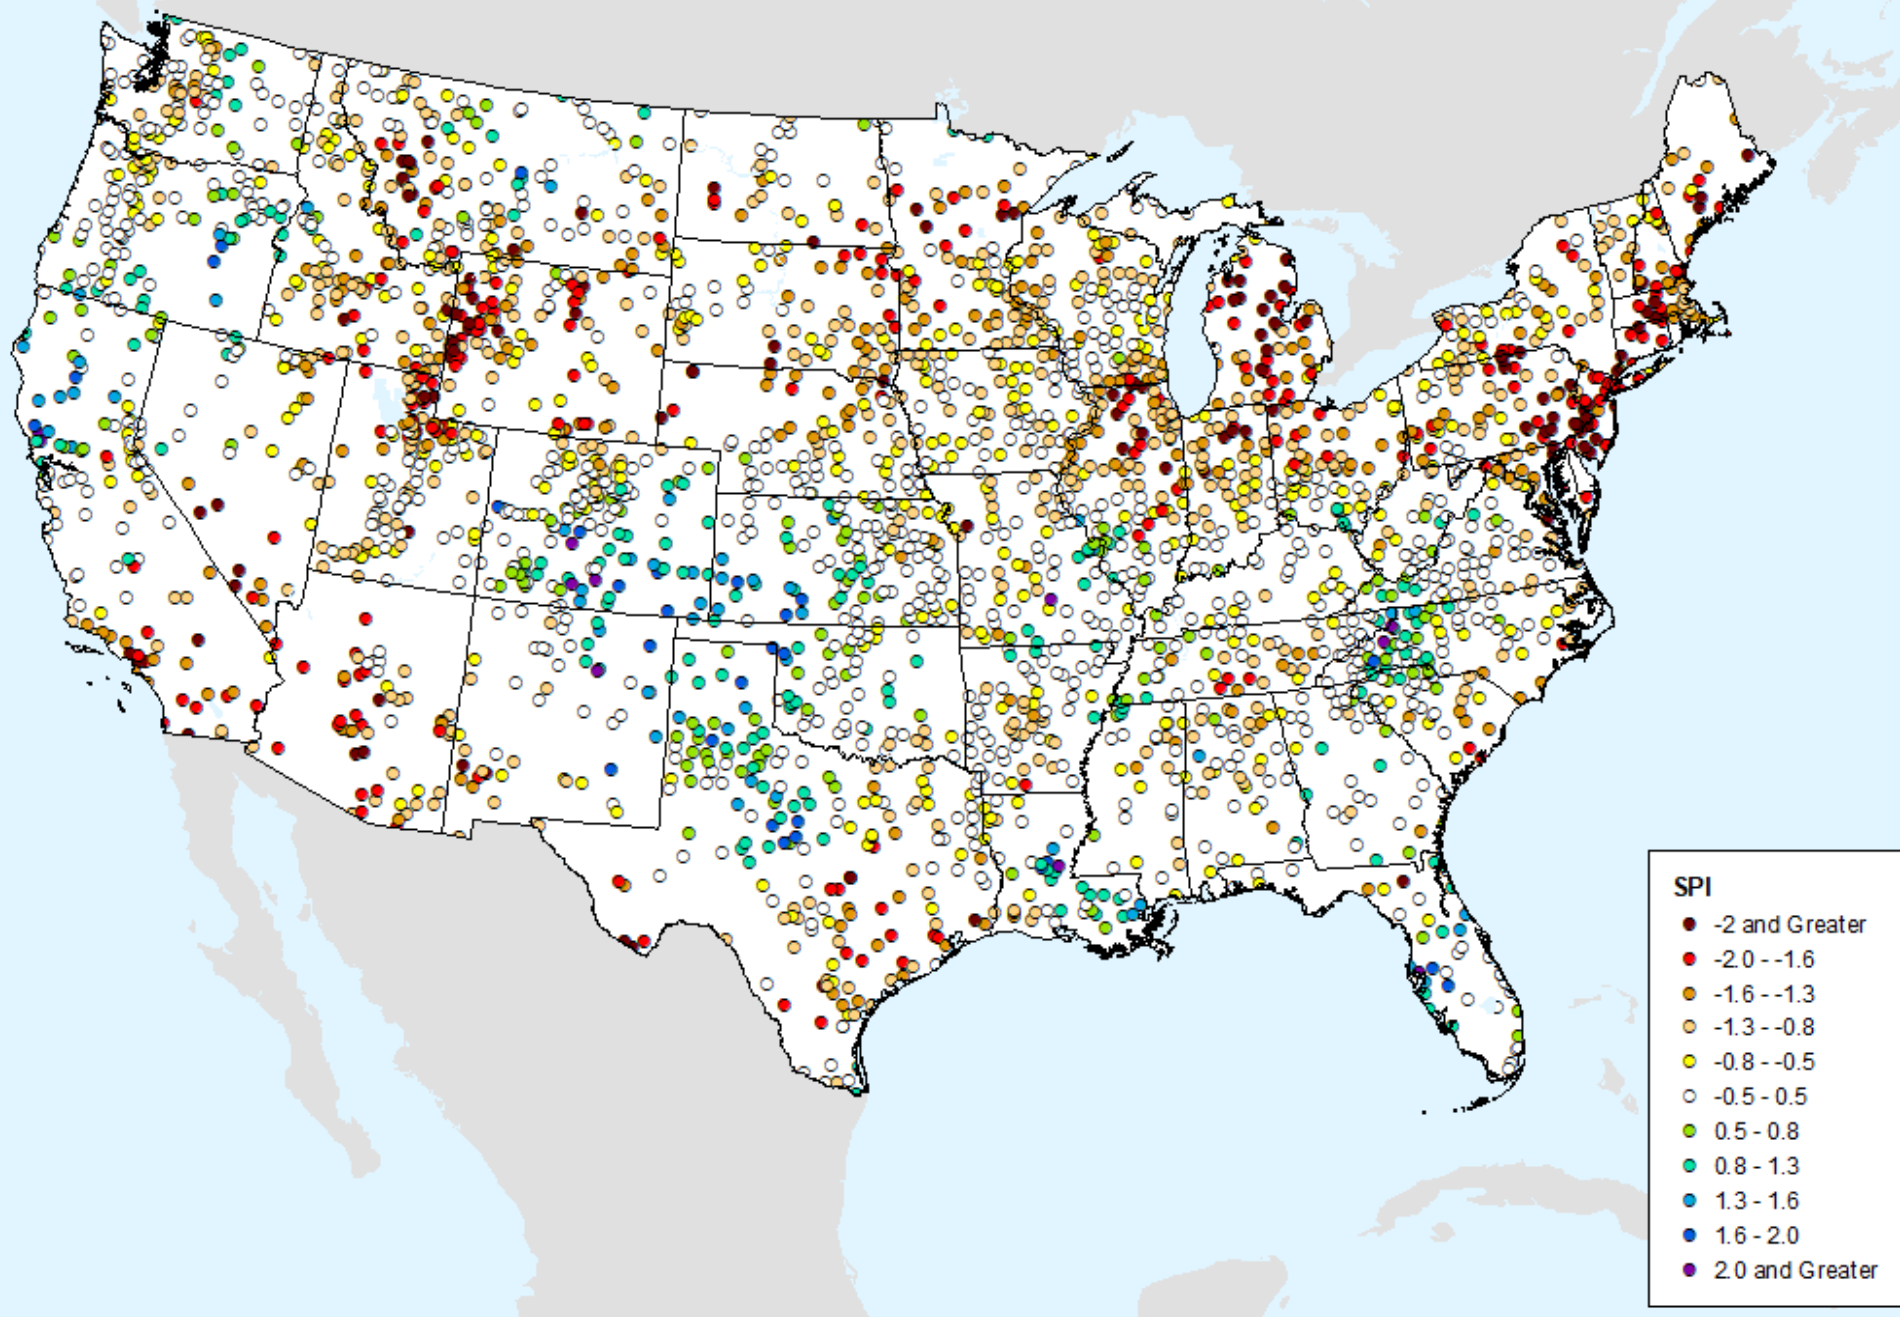 SPI
-2 and Greater
-2.0 - -1.6
-1.6 - -1.3
-1.3 - -0.8
-0.8 - -0.5
-0.5 - 0.5
0.5 - 0.8
0.8 - 1.3
1.3 - 1.6
1.6 - 2.0
2.0 and Greater